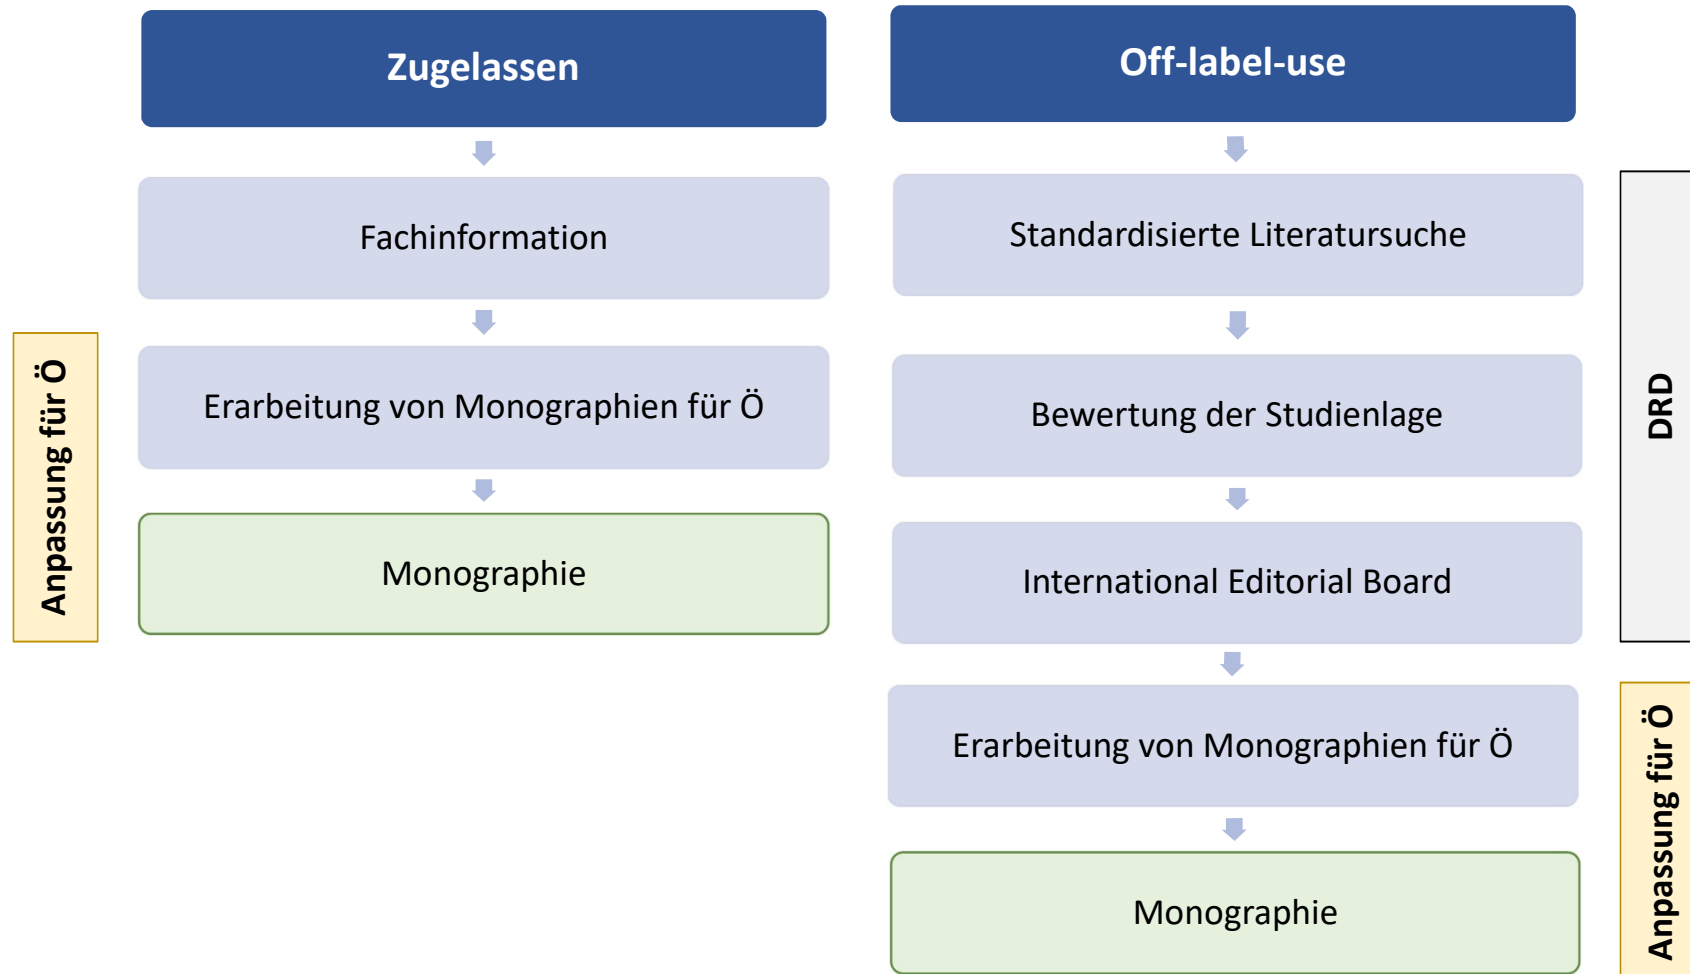 Zugelassen
Fachinformation
Erarbeitung von Monographien für Ö
Monographie
Anpassung für Ö
Off-label-use
Standardisierte Literatursuche
Bewertung der Studienlage
International Editorial Board
Erarbeitung von Monographien für Ö
Monographie
DRD
Anpassung für Ö